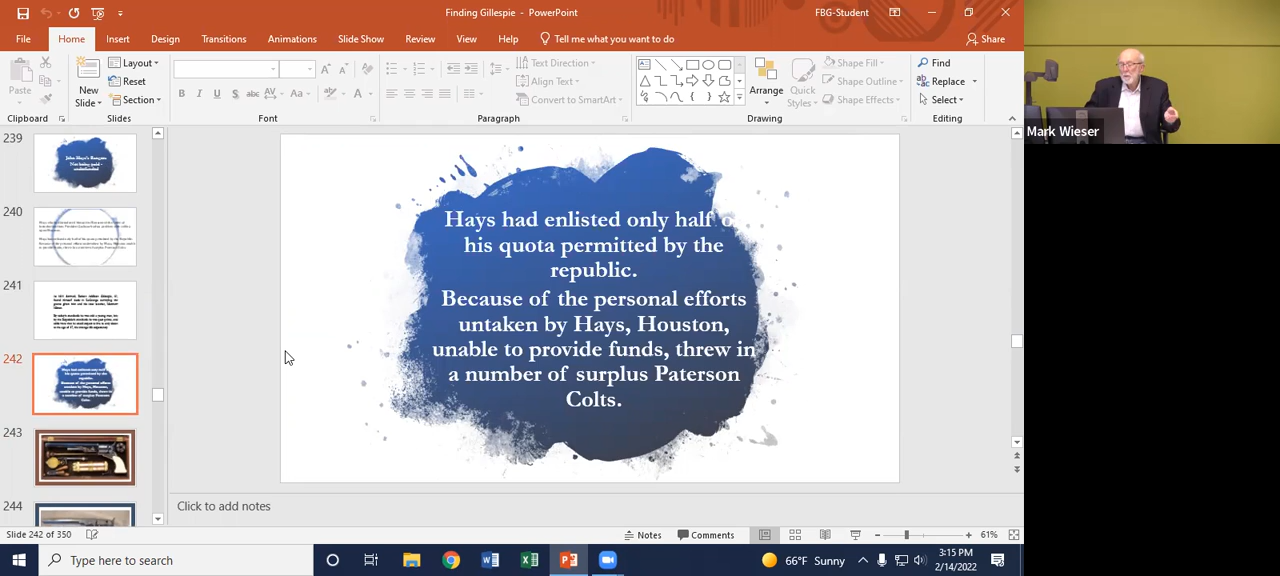 Finding Gillespie - PowerPoint
FBG-Student
File Home Insert Design Transitions Animations Slide Show Review View Help Tell me what you want to do
Share
Paste
New
Slide
Layout
Reset
Section
B I U S abc AV Aa A
Text Direction
Align Text
Convert to SmartArt
Arrange
Quick
Styles
Shape Fill
Shape Outline
Shape Effects
Find
Replace
Select
Clipboard
Slides
Font
Paragraph
Drawing
Editing
Mark Wieser
239
240
241
242
243
244
Hays had enlisted only half
his quota permitted by the
republic.
Because of the personal efforts
untaken by Hays, Houston,
unable to provide funds, threw in
a number of surplus Paterson
Colts.
Click to add notes
Slide 242 of 350
Notes
Comments
61%
Type here to search
66°F Sunny
3:15 PM
2/14/2022